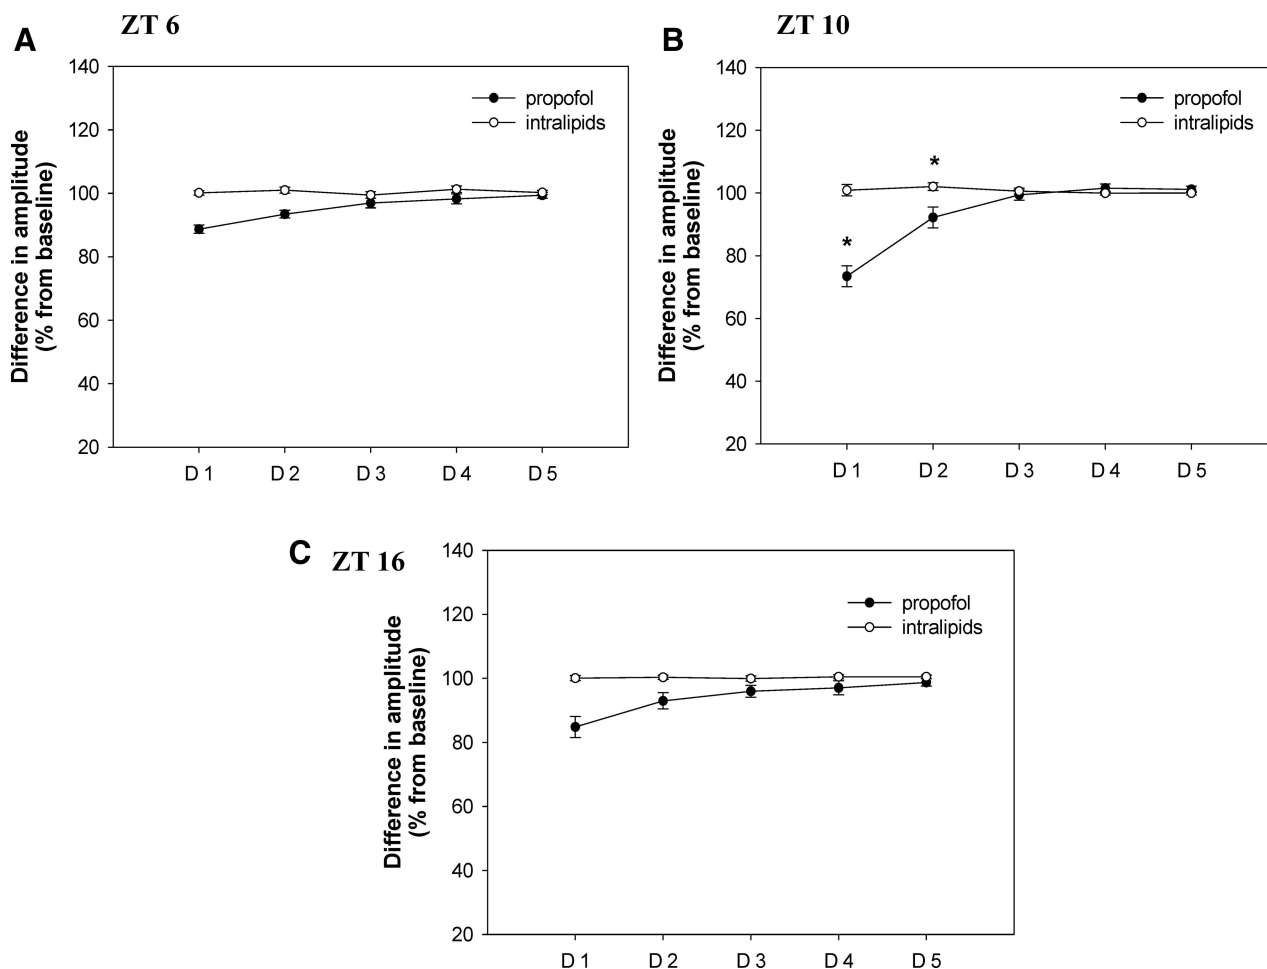 A
ZT 6
140
120
100
80
60
40
20
Difference in amplitude
(% from baseline)
propofol
intralipids
D 1
D 2
D 3
D 4
D 5
B
ZT 10
140
120
100
80
60
40
20
Difference in amplitude
(% from baseline)
propofol
intralipids
*
*
D 1
D 2
D 3
D 4
D 5
C
ZT 16
140
120
100
80
60
40
20
Difference in amplitude
(% from baseline)
propofol
intralipids
D 1
D 2
D 3
D 4
D 5